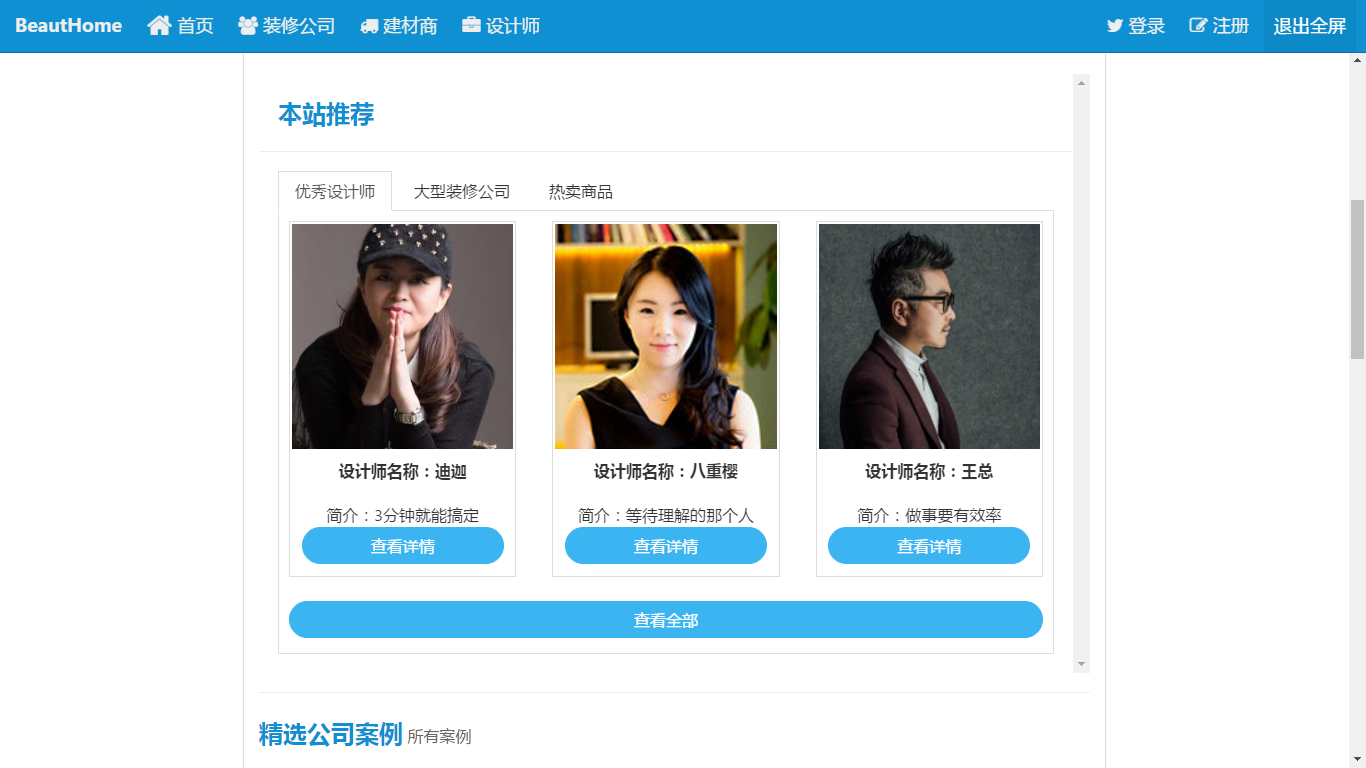 BeautHome 首页 装修公司 建材商 设计师 登录 注册 退出全屏
本站推荐
优秀设计师 大型装修公司 热卖商品
设计师名称：迪迦 设计师名称：八重樱 设计师名称：王总
简介：3分钟就能搞定 简介：等待理解的那个人 简介：做事要有效率
查看详情 查看详情 查看详情
查看全部
精选公司案例 所有案例